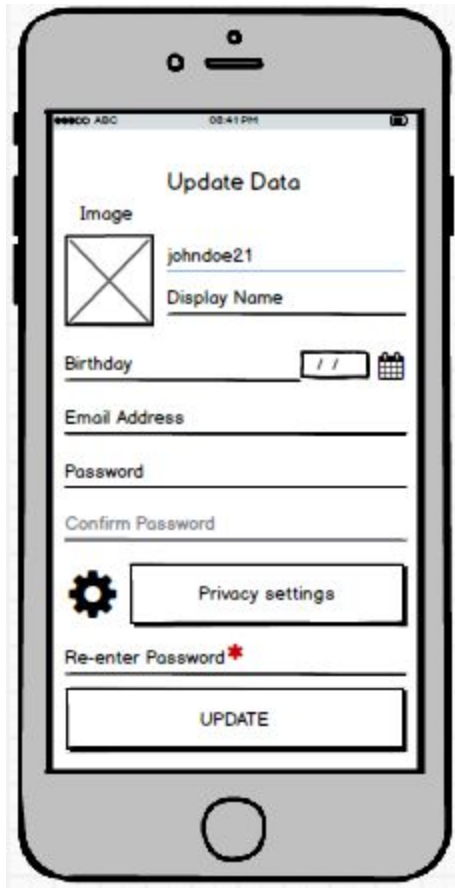 ABC 08:41 PM
Update Data
Image
johndoe21
Display Name
Birthday / /
Email Address
Password
Confirm Password
Privacy settings
Re-enter Password*
UPDATE